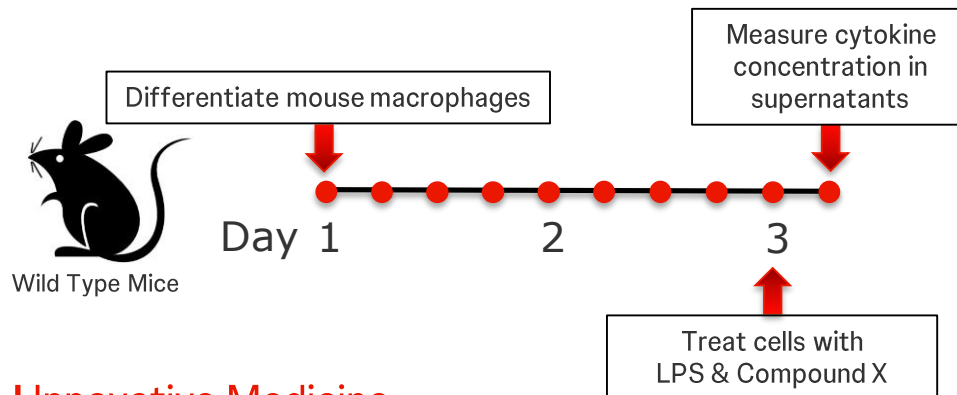 Measure cytokine
concentration in
supernatants
Differentiate mouse macrophages
Day 1 2 3
Wild Type Mice
Treat cells with
LPS & Compound X